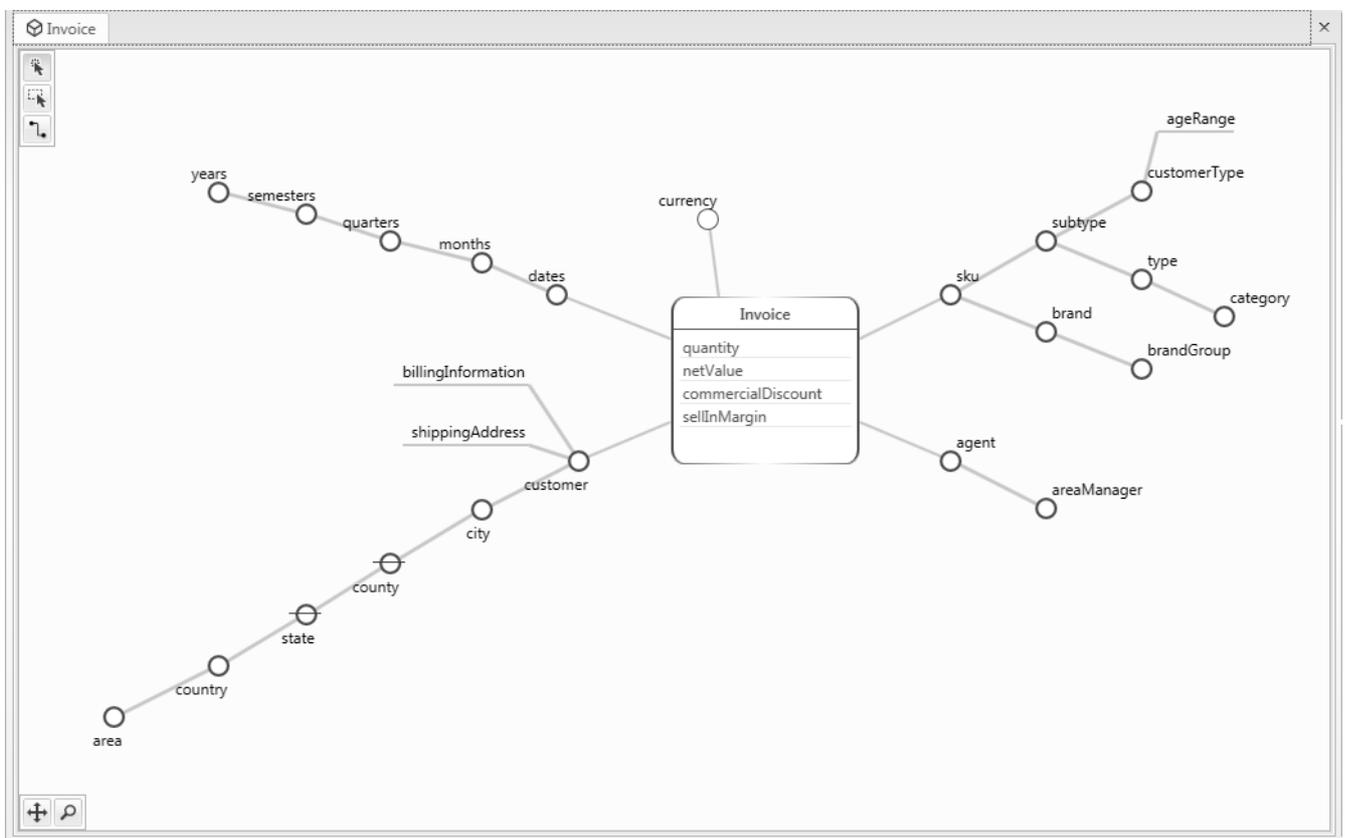 Invoice
ageRange
customerType
years
semesters
currency
quarters
subtype
months
type
dates
sku
category
Invoice
brand
quantity
brandGroup
netValue
billingInformation
commercialDiscount
sellInMargin
shippingAddress
agent
customer
areaManager
city
county
state
country
area